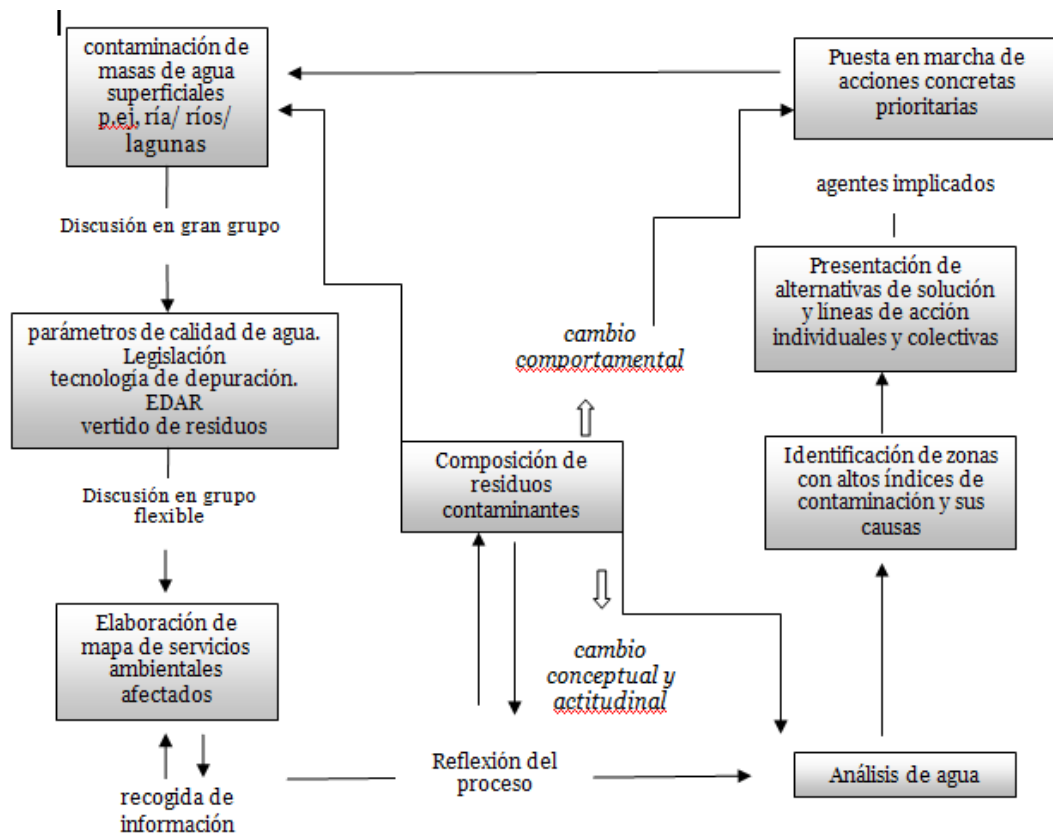 contaminación de
masas de agua
superficiales
p.ej, ría/ ríos/
lagunas
Discusión en gran grupo
parámetros de calidad de agua.
Legislación
tecnología de depuración.
EDAR
vertido de residuos
Discusión en grupo
flexible
Elaboración de
mapa de servicios
ambientales
afectados
recogida de
información
Reflexión del
proceso
Composición de
residuos
contaminantes
cambio
comportamental
cambio
conceptual y
actitudinal
Puesta en marcha de
acciones concretas
prioritarias
agentes implicados
Presentación de
alternativas de solución
y líneas de acción
individuales y colectivas
Identificación de zonas
con altos índices de
contaminación y sus
causas
Análisis de agua